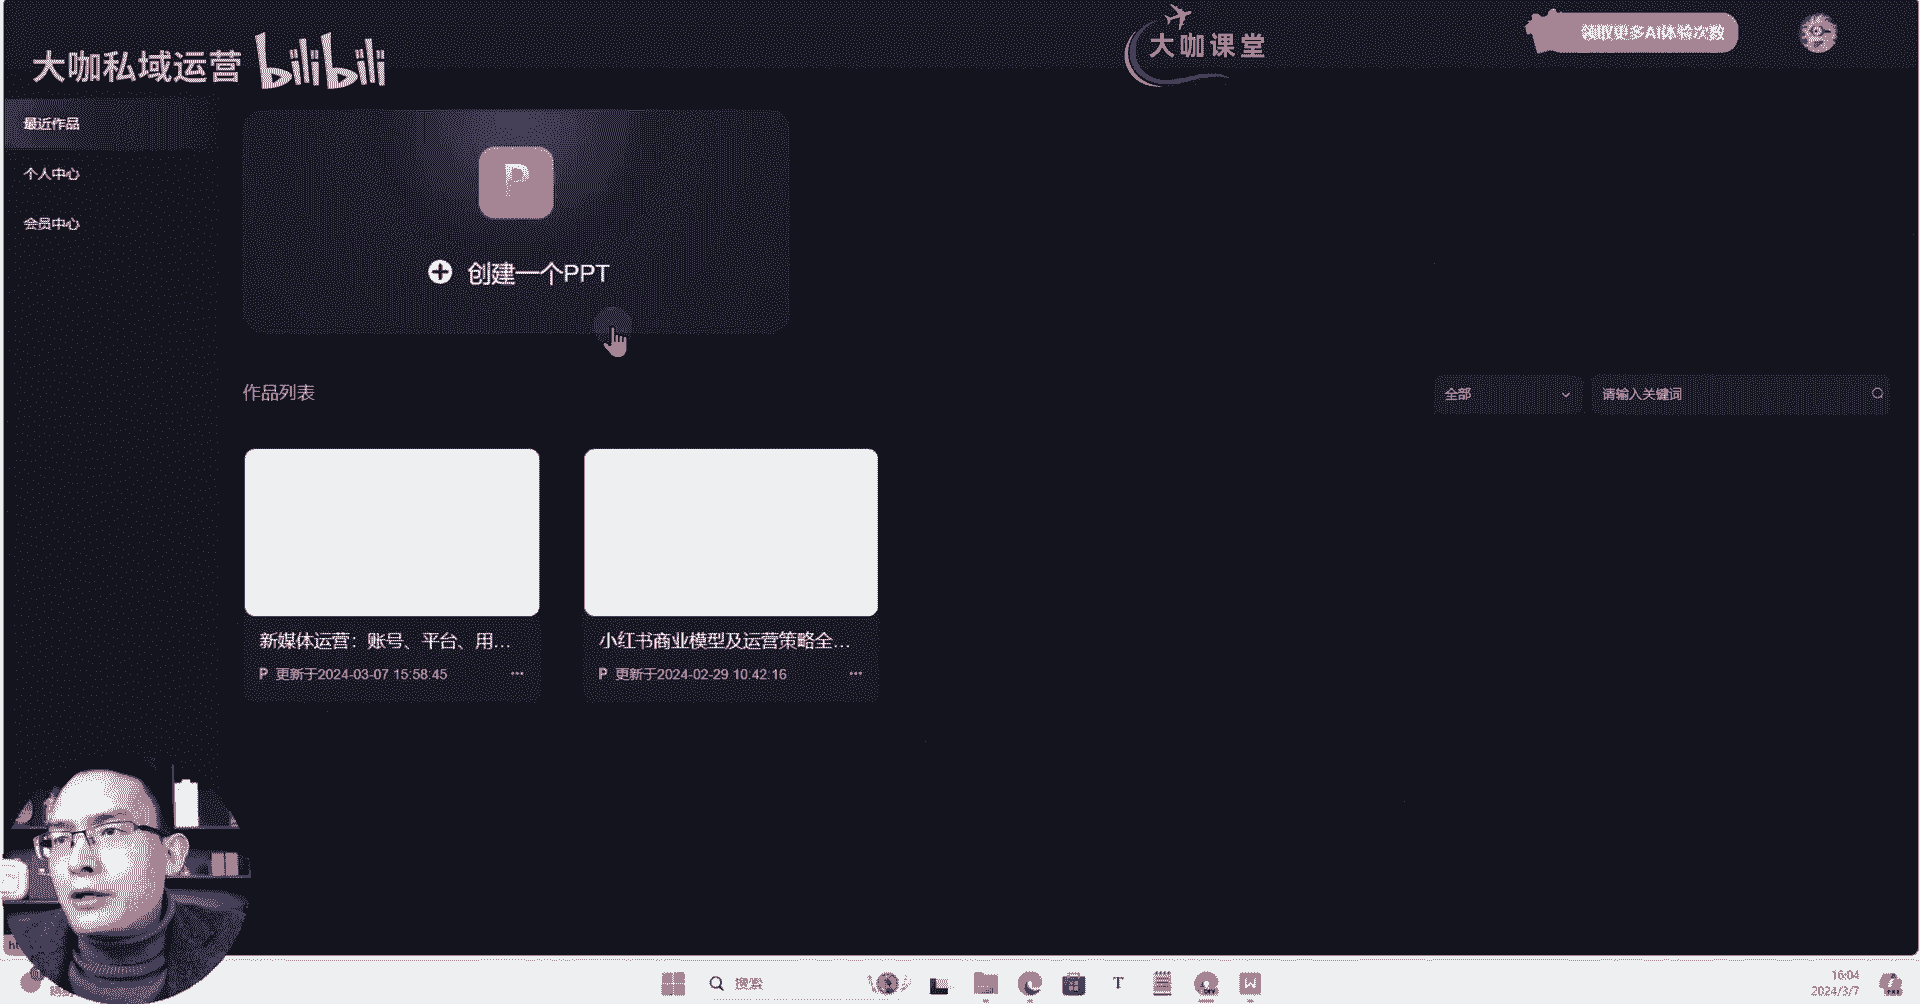 大咖私域运营 bilibili
大咖课堂
领取更多AI体验次数
最近作品
个人中心
会员中心
P
创建一个PPT
作品列表
全部
请输入关键词
新媒体运营：账号、平台、用...
P 更新于2024-03-07 15:58:45
小红书商业模型及运营策略全...
P 更新于2024-02-29 10:42:16
搜索
T
W
16:04
2024/3/7